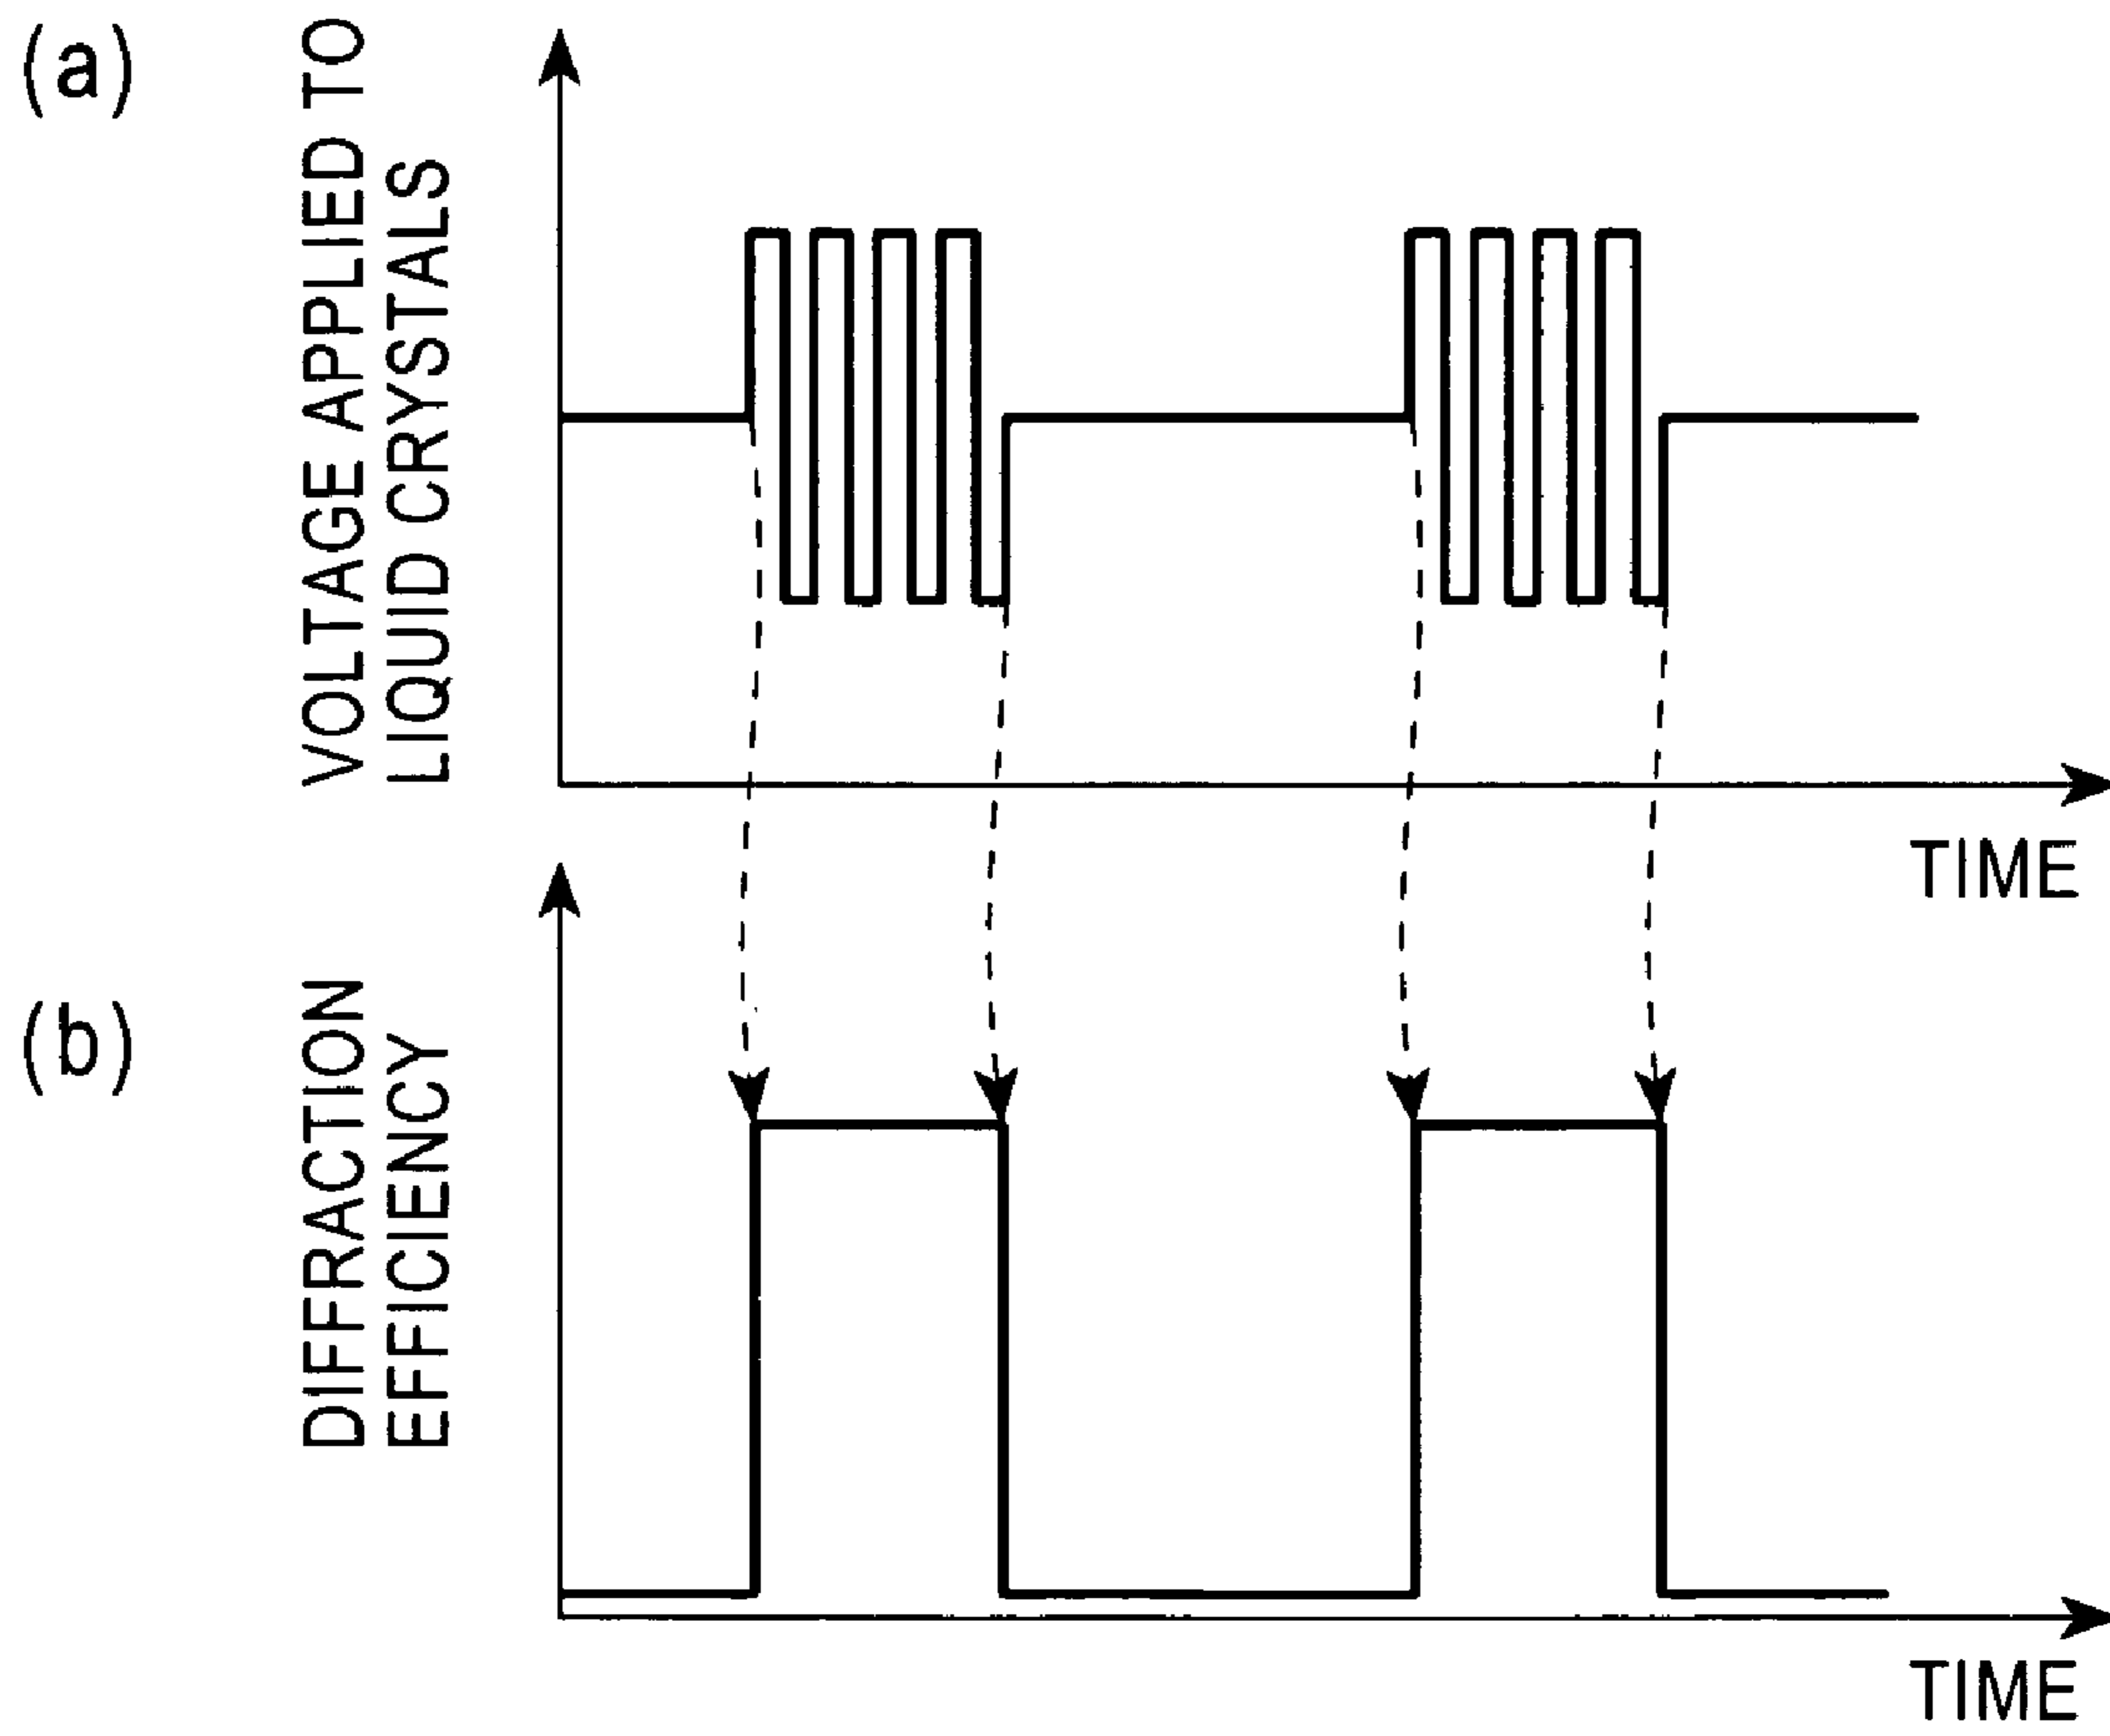 (a)
VOLTAGE APPLIED TO
LIQUID CRYSTALS
TIME
(b)
DIFFRACTION
EFFICIENCY
TIME